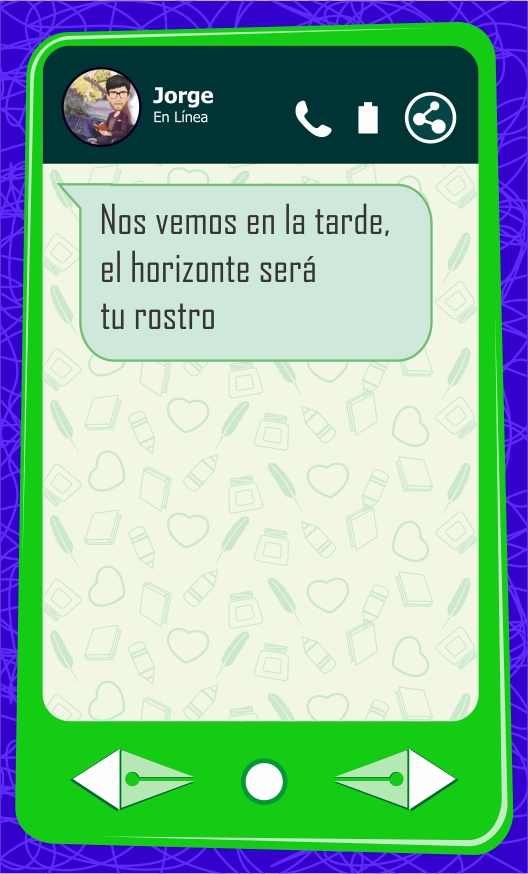 Jorge
En Línea
Nos vemos en la tarde,
el horizonte será
tu rostro